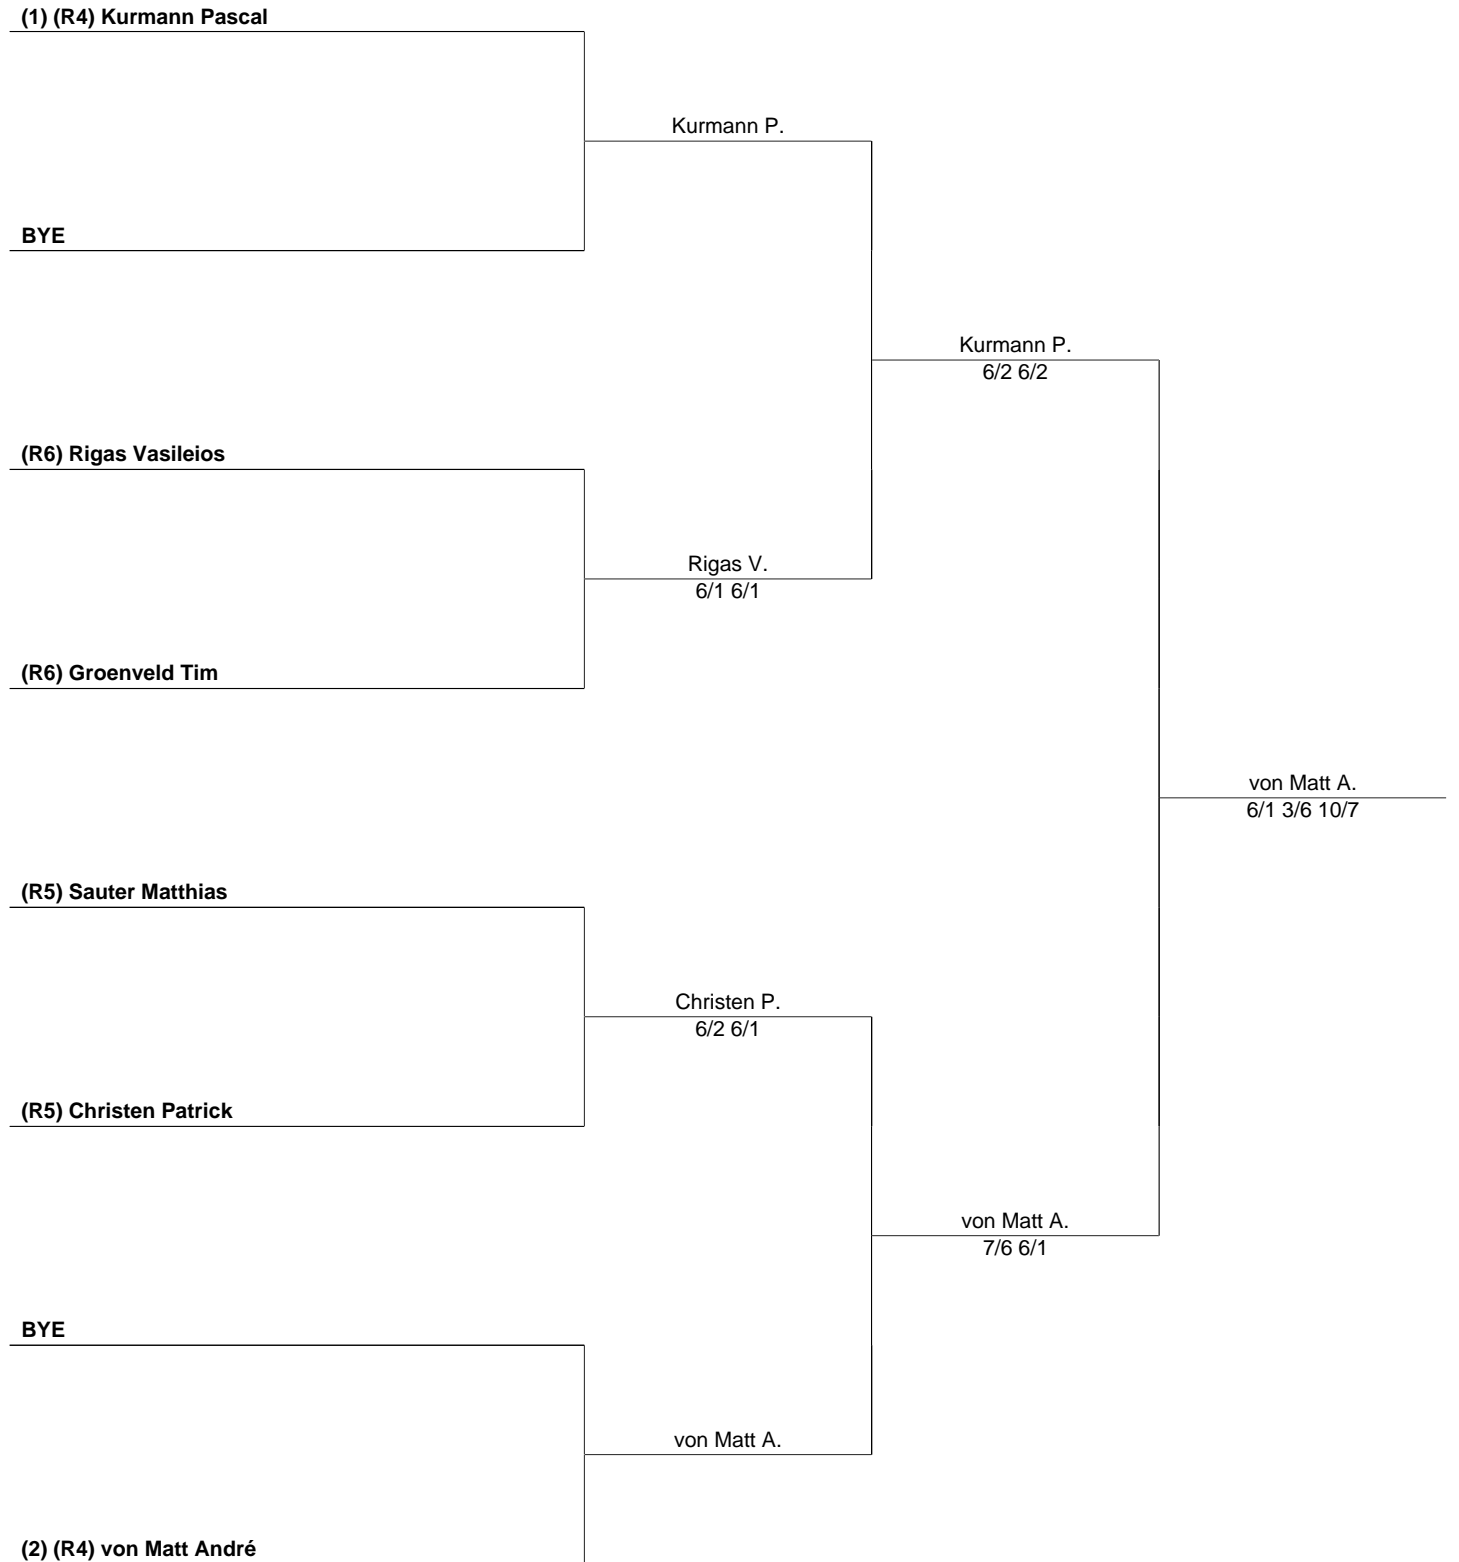 (1) (R4) Kurmann Pascal
Kurmann P.
BYE
Kurmann P.
6/2 6/2
(R6) Rigas Vasileios
Rigas V.
6/1 6/1
(R6) Groenveld Tim
von Matt A.
6/1 3/6 10/7
(R5) Sauter Matthias
Christen P.
6/2 6/1
(R5) Christen Patrick
von Matt A.
7/6 6/1
BYE
von Matt A.
(2) (R4) von Matt André